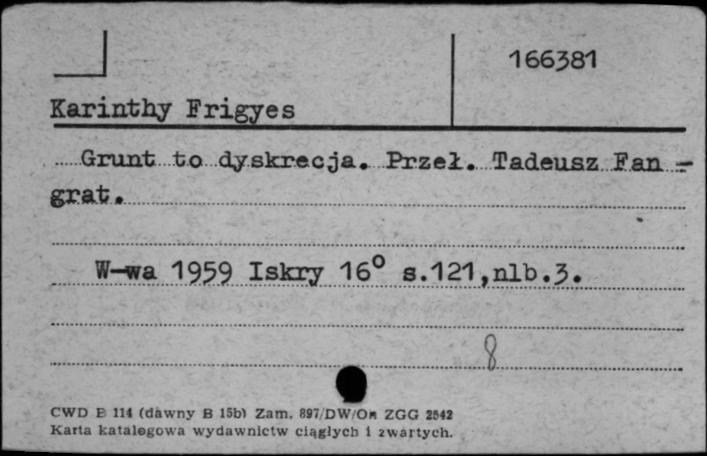 166381
Karinthy Frigyes
Grunt to dyskrecja. Przeł. Tadeusz Fan-
grat.
W-wa 1959 Iskry 16° s.121,nlb.3.
8
CWD B 114 (dawny B 15b) Zam. 897/DW/On ZGG 2542
Karta katalogowa wydawnictw ciągłych i zwartych.